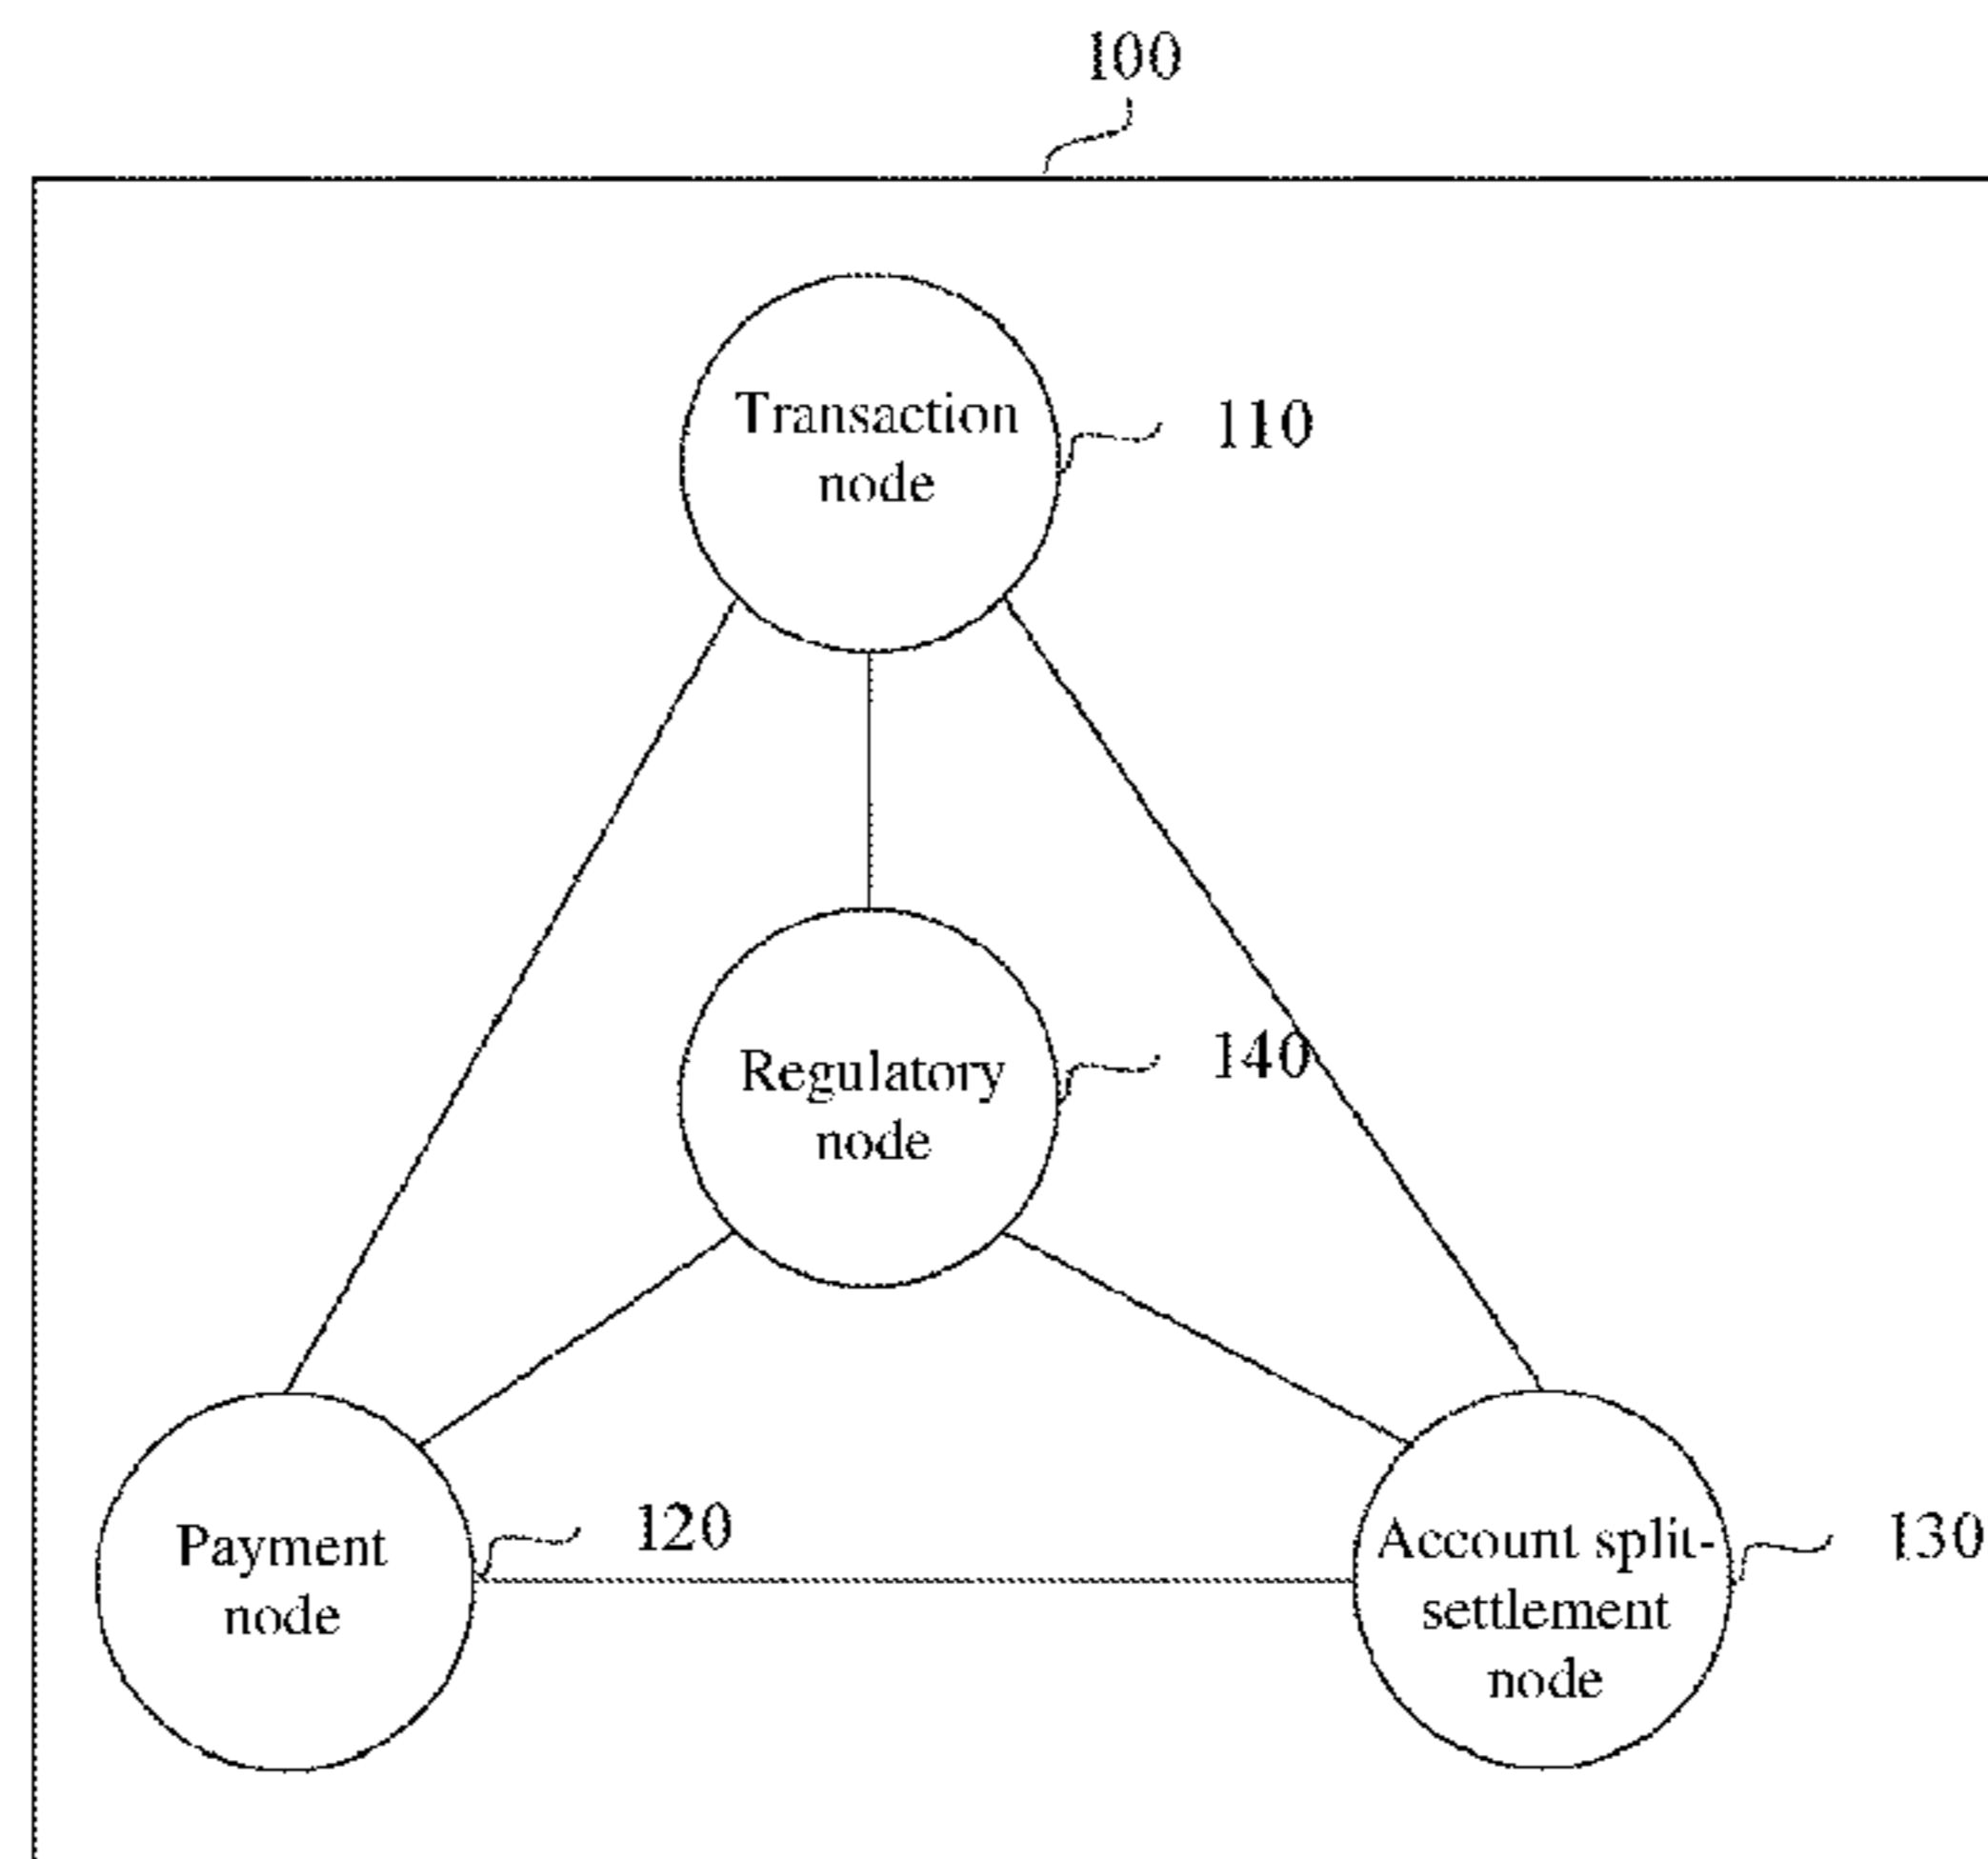 100
Transaction
node
110
Regulatory
node
140
Payment
node
120
Account split-
settlement
node
130